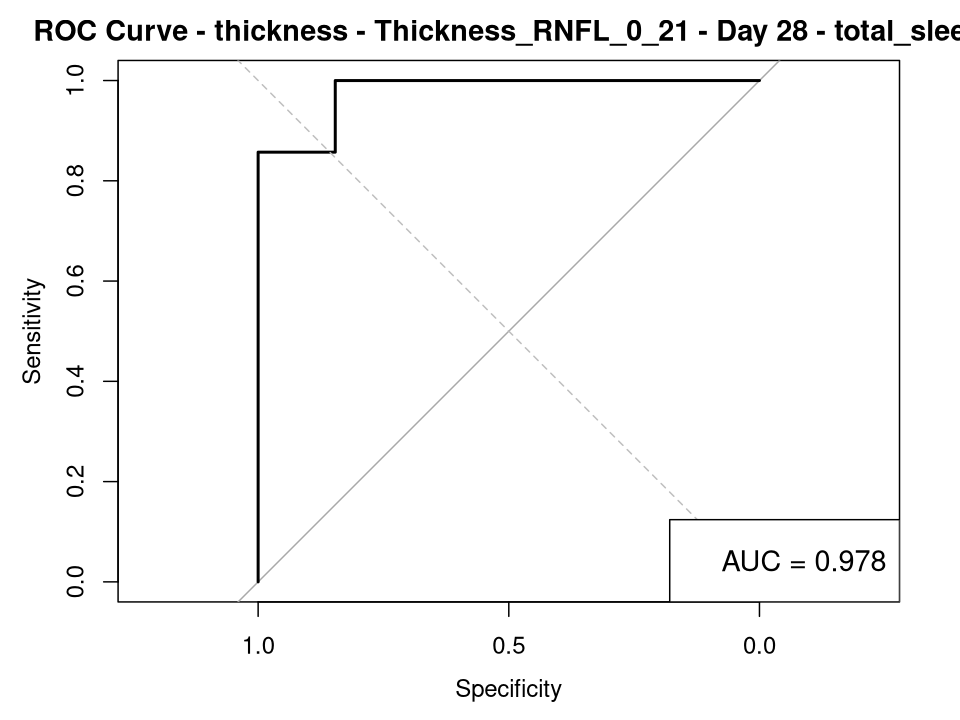 ROC Curve - thickness - Thickness_RNFL_0_21 - Day 28 - total_slee
Sensitivity
1.0
0.8
0.6
0.4
0.2
0.0
AUC = 0.978
1.0 0.5 0.0
Specificity